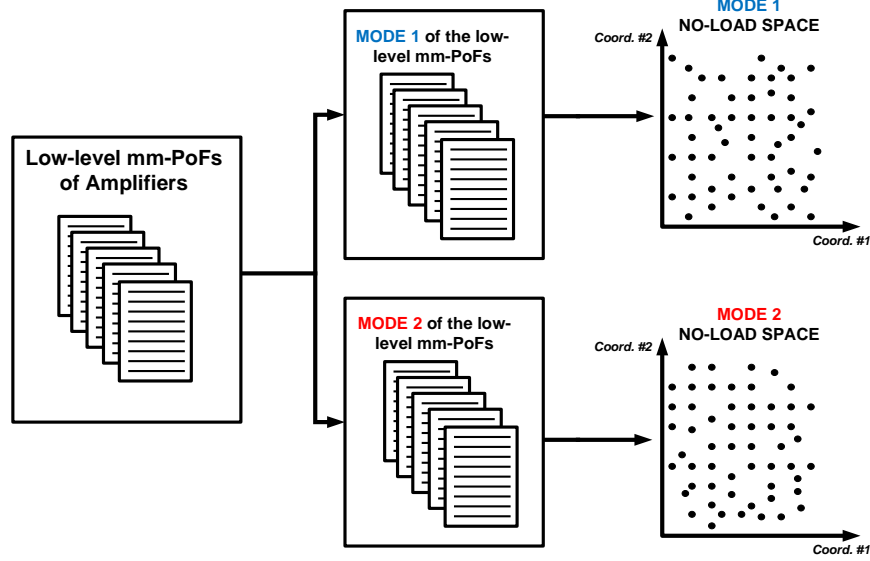 Low-level mm-PoFs
of Amplifiers
MODE 1 of the low-
level mm-PoFs
MODE 1
NO-LOAD SPACE
Coord. #2
Coord. #1
MODE 2 of the low-
level mm-PoFs
MODE 2
NO-LOAD SPACE
Coord. #2
Coord. #1